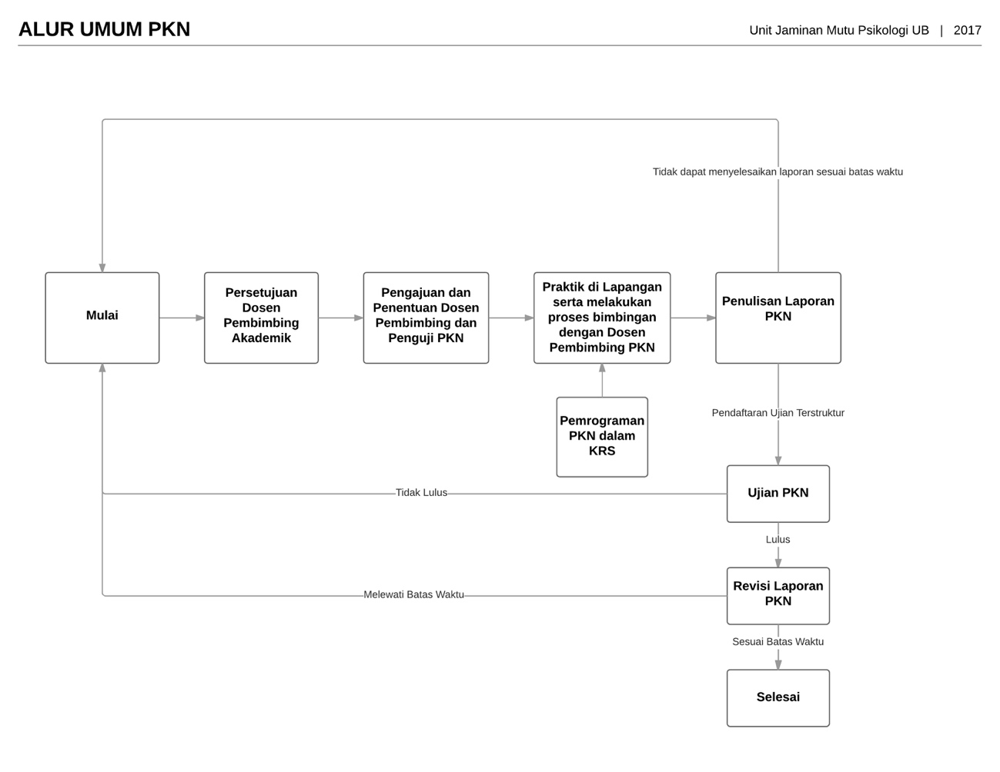 ALUR UMUM PKN
Unit Jaminan Mutu Psikologi UB | 2017
Tidak dapat menyelesaikan laporan sesuai batas waktu
Mulai
Persetujuan
Dosen
Pembimbing
Akademik
Pengajuan dan
Penentuan Dosen
Pembimbing dan
Penguji PKN
Praktik di Lapangan
serta melakukan
proses bimbingan
dengan Dosen
Pembimbing PKN
Penulisan Laporan
PKN
Pemrograman
PKN dalam
KRS
Pendaftaran Ujian Terstruktur
Ujian PKN
Tidak Lulus
Lulus
Revisi Laporan
PKN
Melewati Batas Waktu
Sesuai Batas Waktu
Selesai